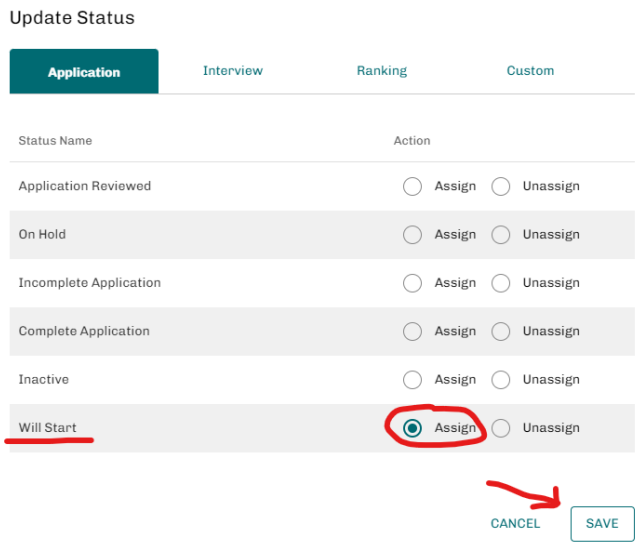 Update Status
Application Interview Ranking Custom
Status Name Action
Application Reviewed Assign Unassign
On Hold Assign Unassign
Incomplete Application Assign Unassign
Complete Application Assign Unassign
Inactive Assign Unassign
Will Start Assign Unassign
CANCEL SAVE